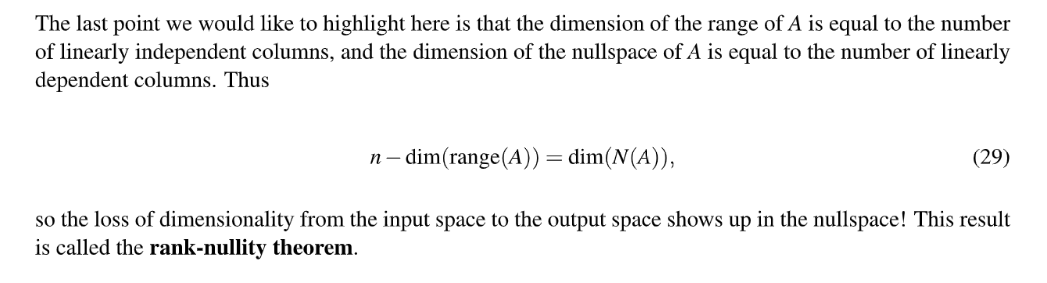 The last point we would like to highlight here is that the dimension of the range of A is equal to the number
of linearly independent columns, and the dimension of the nullspace of A is equal to the number of linearly
dependent columns. Thus
n − dim(range(A)) = dim(N(A)), (29)
so the loss of dimensionality from the input space to the output space shows up in the nullspace! This result
is called the rank-nullity theorem.